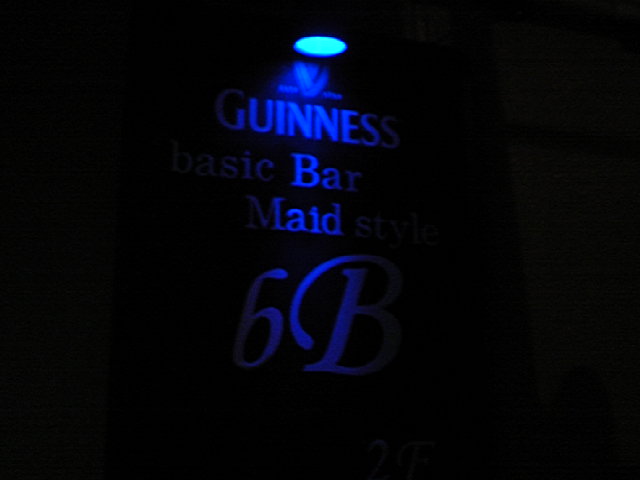 GUINNESS
basic Bar
Maid style
6B
2F